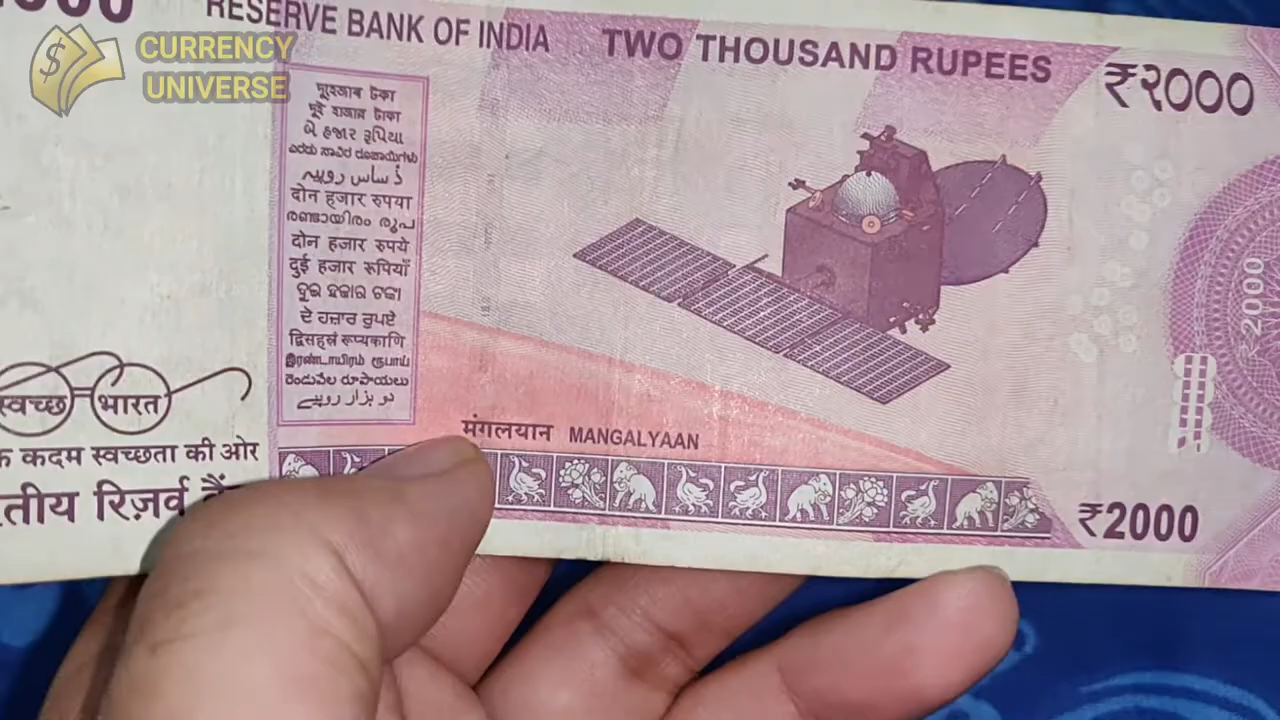 RESERVE BANK OF INDIA
TWO THOUSAND RUPEES
₹२०००
CURRENCY
UNIVERSE
দুহেজাৰ টকা
দুই হাজার টাকা
બે હજાર રૂપિયા
ಎರಡು ಸಾವಿರ ರೂಪಾಯಿಗಳು
دोन हजार रुपया
രണ്ടായിരം രൂപ
दोन हजार रुपये
दुई हजार रुपियाँ
ଦୁଇ ହଜାର ଟଙ୍କା
ਦੋ ਹਜ਼ਾਰ ਰੁਪਏ
द्विसहस्रं रूप्यकाणि
இரண்டாயிரம் ரூபாய்
రెండువేల రూపాయలు
دو ہزار روپیے
₹2000
स्वच्छ भारत
कदम स्वच्छता की ओर
रिज़र्व
मंगलयान MANGALYAAN
₹2000